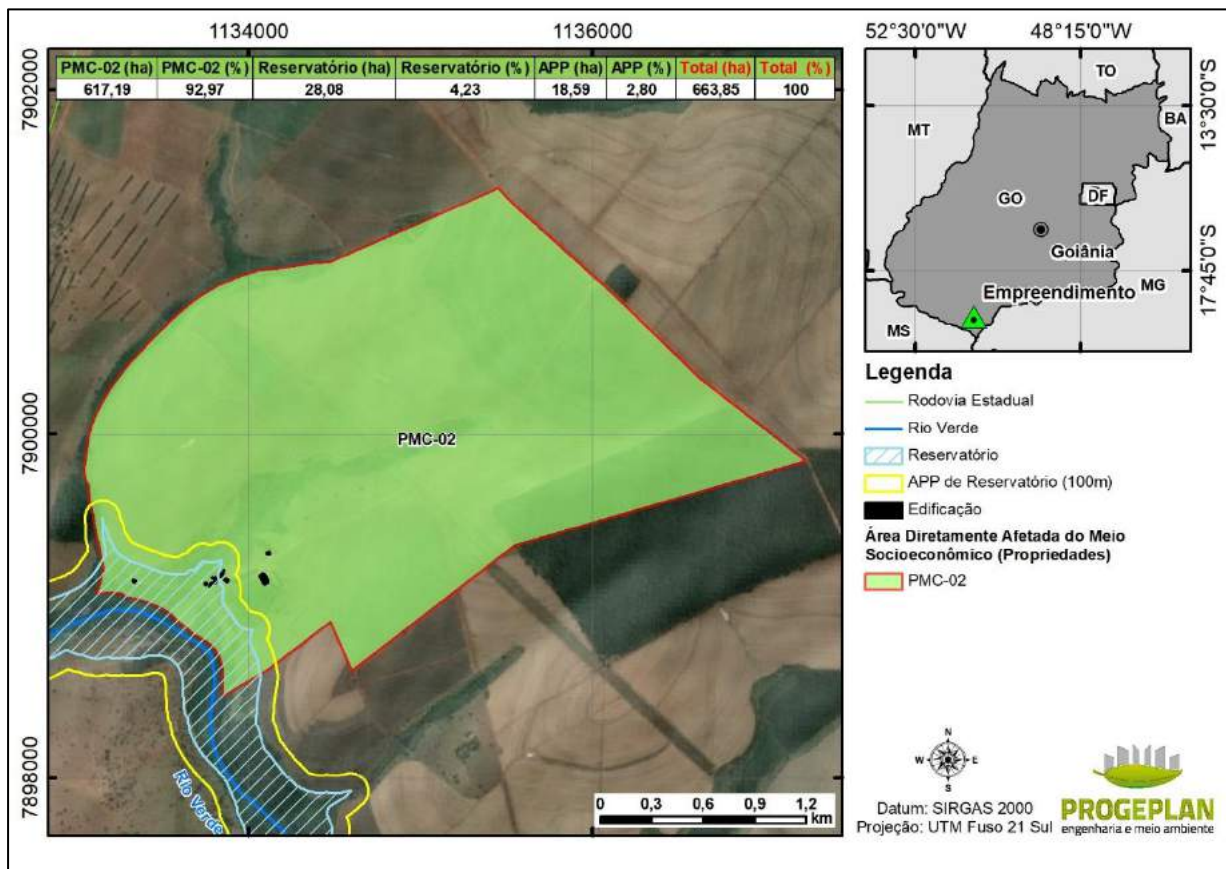 1134000 1136000
7902000
7900000
7898000
PMC-02 (ha) PMC-02 (%) Reservatório (ha) Reservatório (%) APP (ha) APP (%) Total (ha) Total (%)
617,19 92,97 28,08 4,23 18,59 2,80 663,85 100
PMC-02
Rio Verde
0 0,3 0,6 0,9 1,2
km
52°30'0"W 48°15'0"W
13°30'0"S
17°45'0"S
TO
BA
MT
GO
DF
Goiânia
MG
Empreendimento
MS
Legenda
Rodovia Estadual
Rio Verde
Reservatório
APP de Reservatório (100m)
Edificação
Área Diretamente Afetada do Meio
Socioeconômico (Propriedades)
PMC-02
N
W E
S
Datum: SIRGAS 2000
Projeção: UTM Fuso 21 Sul
PROGEPLAN
engenharia e meio ambiente